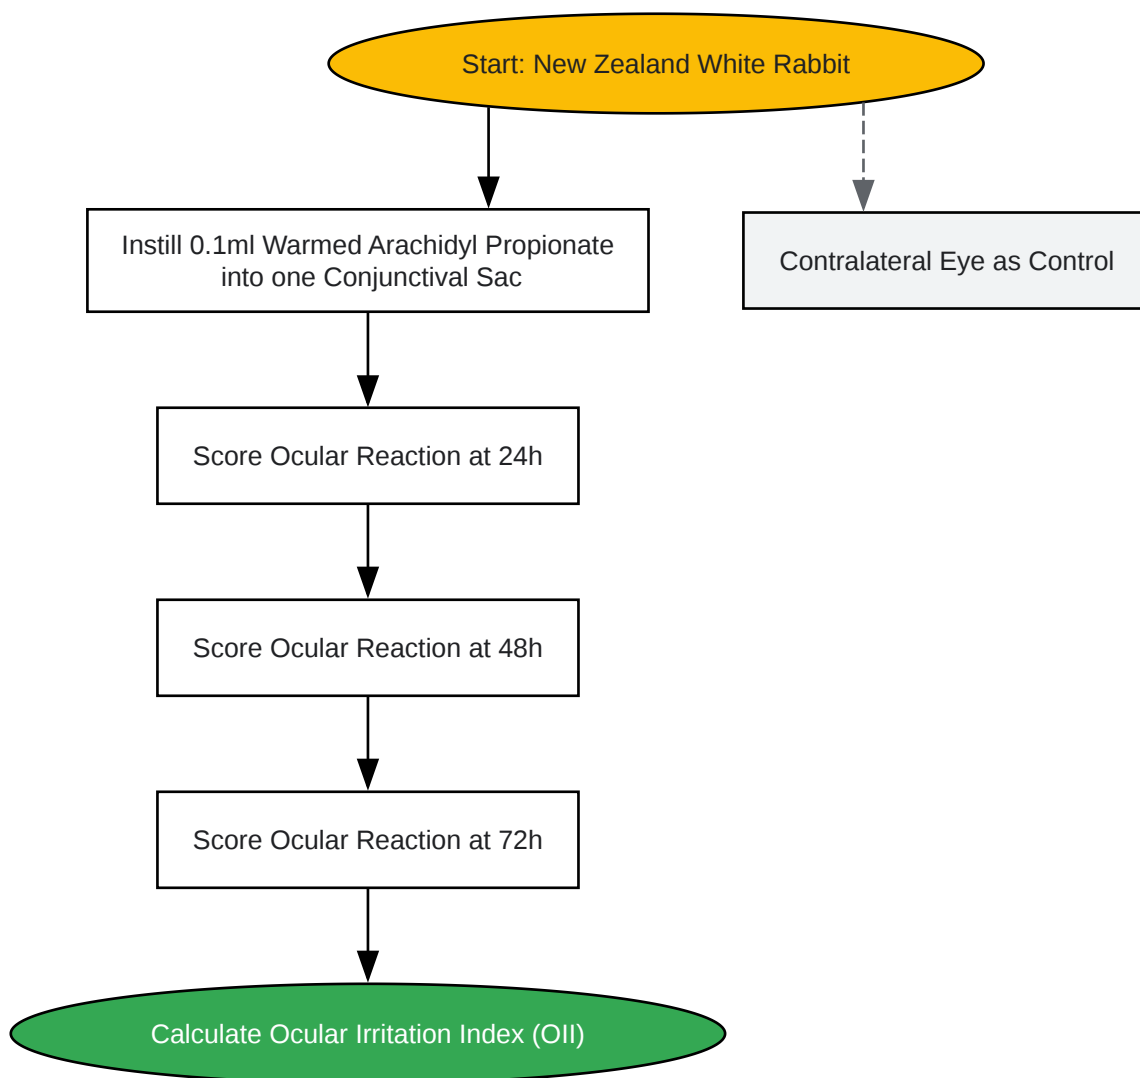 Start: New Zealand White Rabbit
Instill 0.1ml Warmed Arachidyl Propionate
into one Conjunctival Sac
Contralateral Eye as Control
Score Ocular Reaction at 24h
Score Ocular Reaction at 48h
Score Ocular Reaction at 72h
Calculate Ocular Irritation Index (OII)